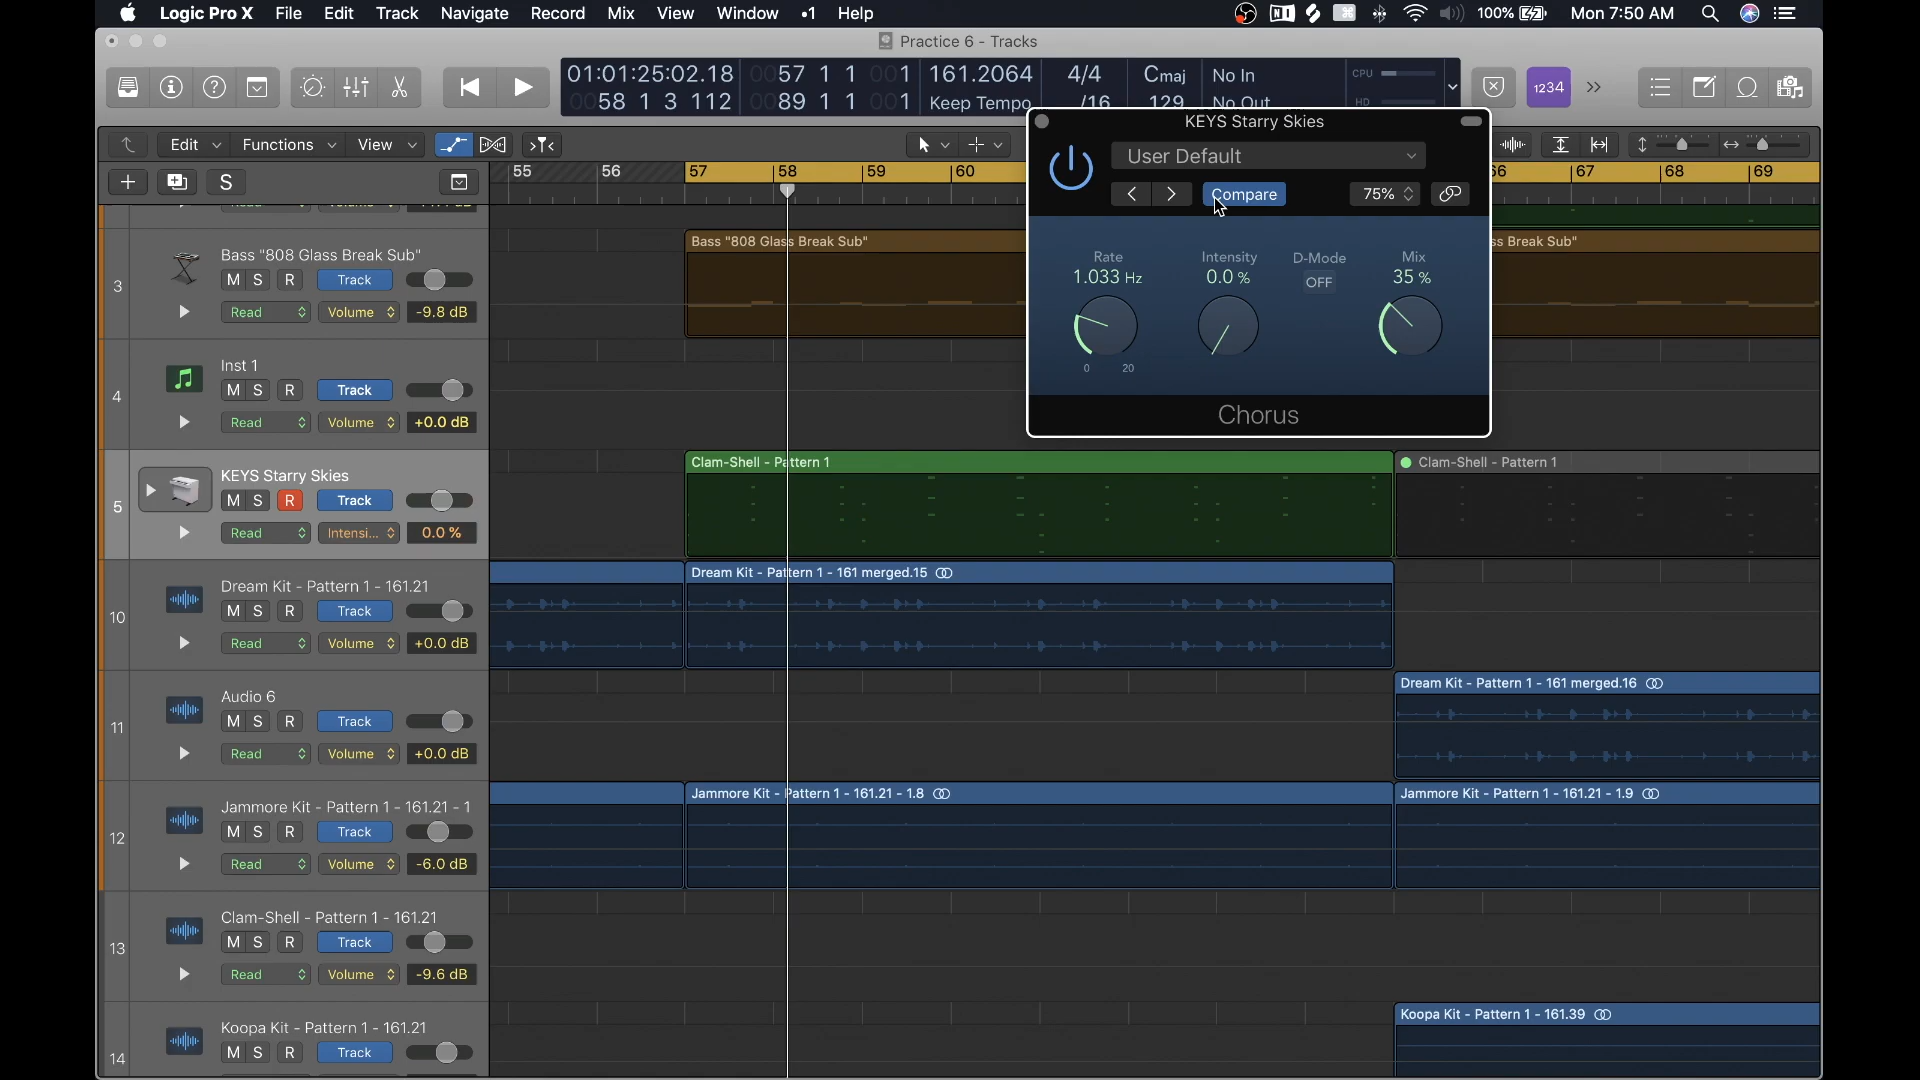 Logic Pro X File Edit Track Navigate Record Mix View Window 1 Help 100% Mon 7:50 AM
Practice 6 - Tracks
01:01:25:02.18 0057 1 1 001 161.2064 4/4 Cmaj No In CPU
0058 1 3 112 0089 1 1 001 Keep Tempo /16 129 No Out HD
1234
Edit Functions View
S
55 56 57 58 59 60 66 67 68 69
KEYS Starry Skies
User Default
Compare 75%
Rate Intensity D-Mode Mix
1.033 Hz 0.0 % OFF 35 %
0 20
Chorus
3
Bass "808 Glass Break Sub"
M S R Track
Read Volume -9.8 dB
Bass "808 Glass Break Sub"
ss Break Sub"
4
Inst 1
M S R Track
Read Volume +0.0 dB
5
KEYS Starry Skies
M S R Track
Read Intensi... 0.0 %
Clam-Shell - Pattern 1
Clam-Shell - Pattern 1
10
Dream Kit - Pattern 1 - 161.21
M S R Track
Read Volume +0.0 dB
Dream Kit - Pattern 1 - 161 merged.15
11
Audio 6
M S R Track
Read Volume +0.0 dB
Dream Kit - Pattern 1 - 161 merged.16
12
Jammore Kit - Pattern 1 - 161.21 - 1
M S R Track
Read Volume -6.0 dB
Jammore Kit - Pattern 1 - 161.21 - 1.8
Jammore Kit - Pattern 1 - 161.21 - 1.9
13
Clam-Shell - Pattern 1 - 161.21
M S R Track
Read Volume -9.6 dB
14
Koopa Kit - Pattern 1 - 161.21
M S R Track
Koopa Kit - Pattern 1 - 161.39